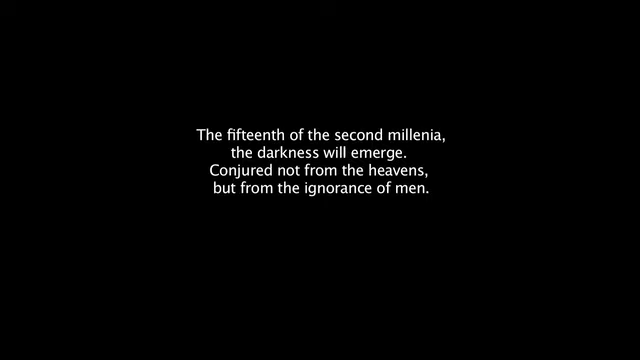 The fifteenth of the second millenia,
the darkness will emerge.
Conjured not from the heavens,
but from the ignorance of men.